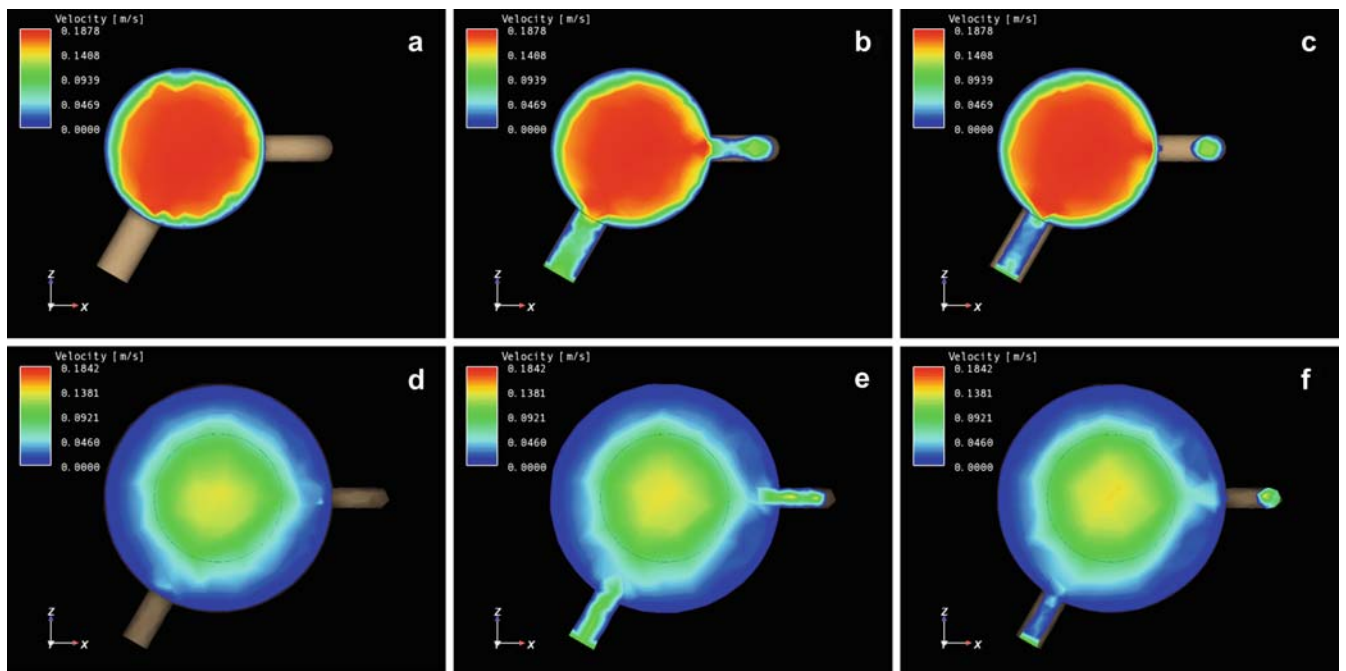 Velocity [m/s]
0.1878
0.1408
0.0939
0.0469
0.0000
a
Z
Y
X
Velocity [m/s]
0.1878
0.1408
0.0939
0.0469
0.0000
b
Z
Y
X
Velocity [m/s]
0.1878
0.1408
0.0939
0.0469
0.0000
c
Z
Y
X
Velocity [m/s]
0.1842
0.1381
0.0921
0.0460
0.0000
d
Z
Y
X
Velocity [m/s]
0.1842
0.1381
0.0921
0.0460
0.0000
e
Z
Y
X
Velocity [m/s]
0.1842
0.1381
0.0921
0.0460
0.0000
f
Z
Y
X